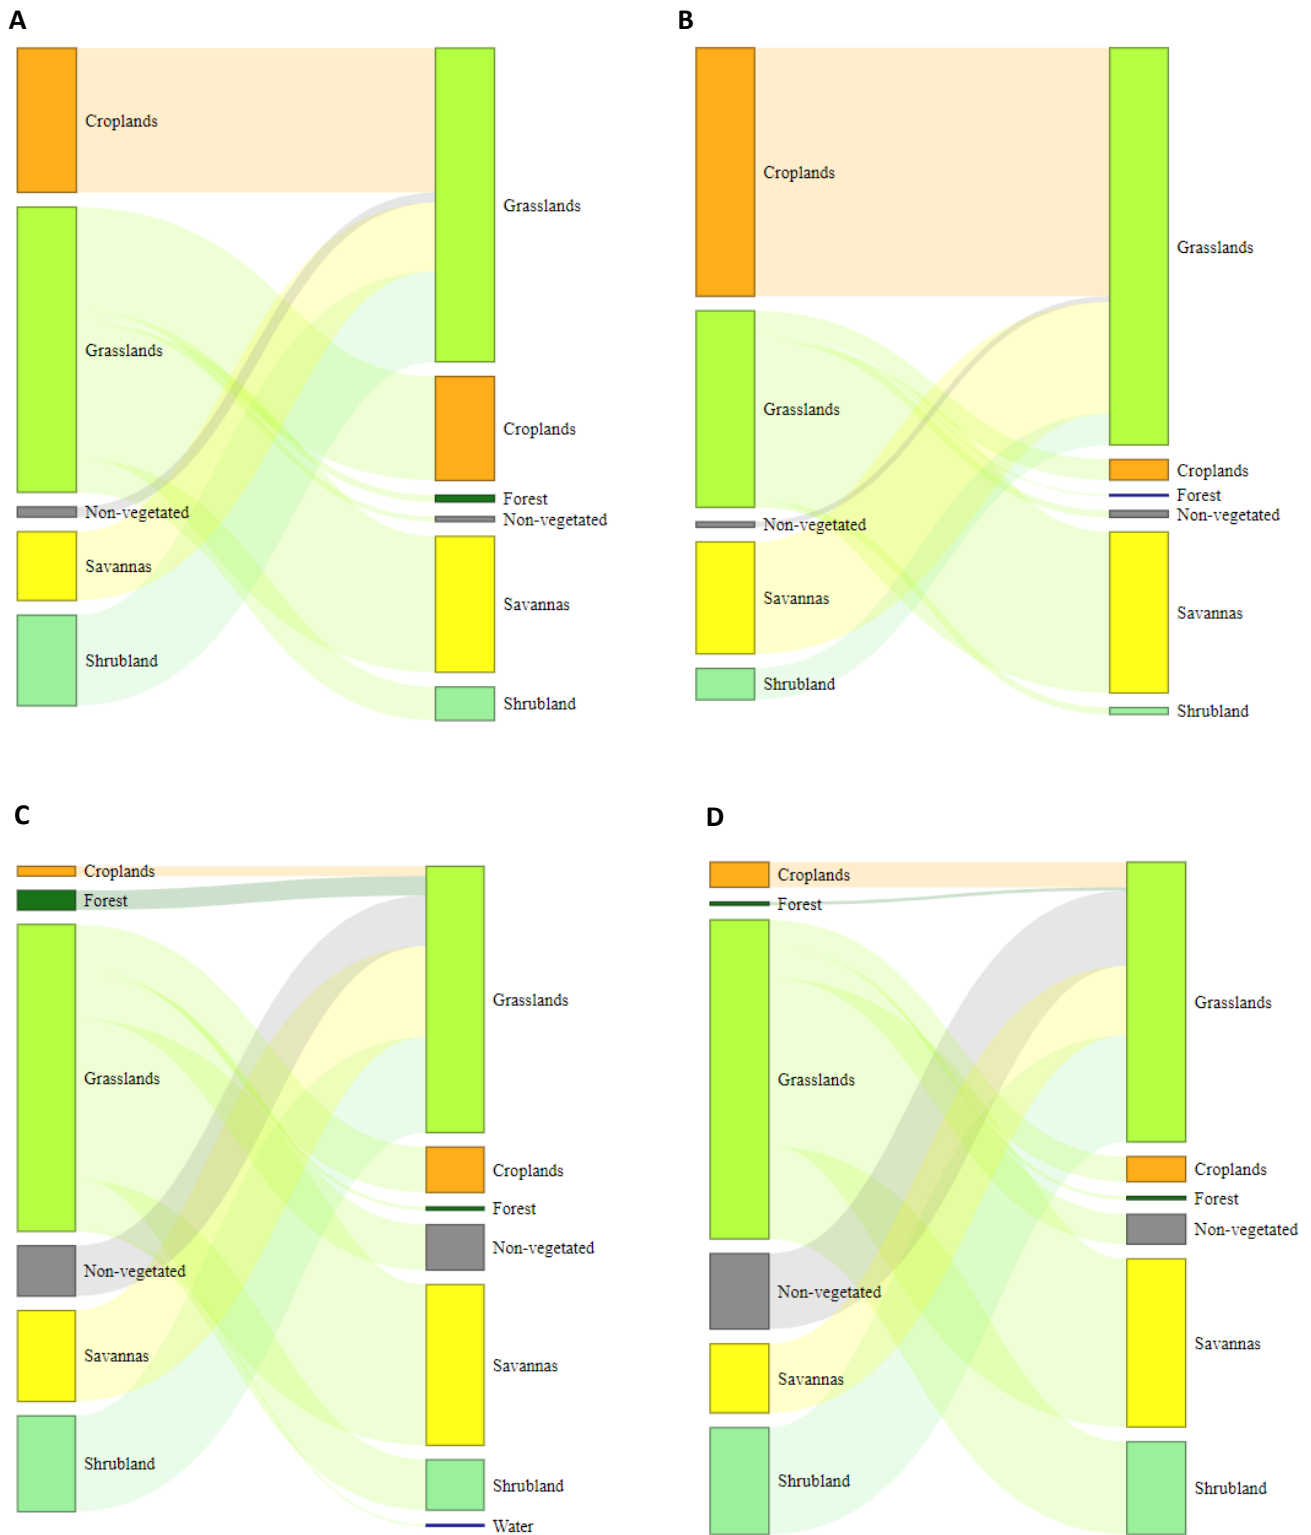 A
Croplands
Grasslands
Non-vegetated
Savannas
Shrubland
Grasslands
Croplands
Forest
Non-vegetated
Savannas
Shrubland
B
Croplands
Grasslands
Non-vegetated
Savannas
Shrubland
Grasslands
Croplands
Forest
Non-vegetated
Savannas
Shrubland
C
Croplands
Forest
Grasslands
Non-vegetated
Savannas
Shrubland
Grasslands
Croplands
Forest
Non-vegetated
Savannas
Shrubland
Water
D
Croplands
Forest
Grasslands
Non-vegetated
Savannas
Shrubland
Grasslands
Croplands
Forest
Non-vegetated
Savannas
Shrubland